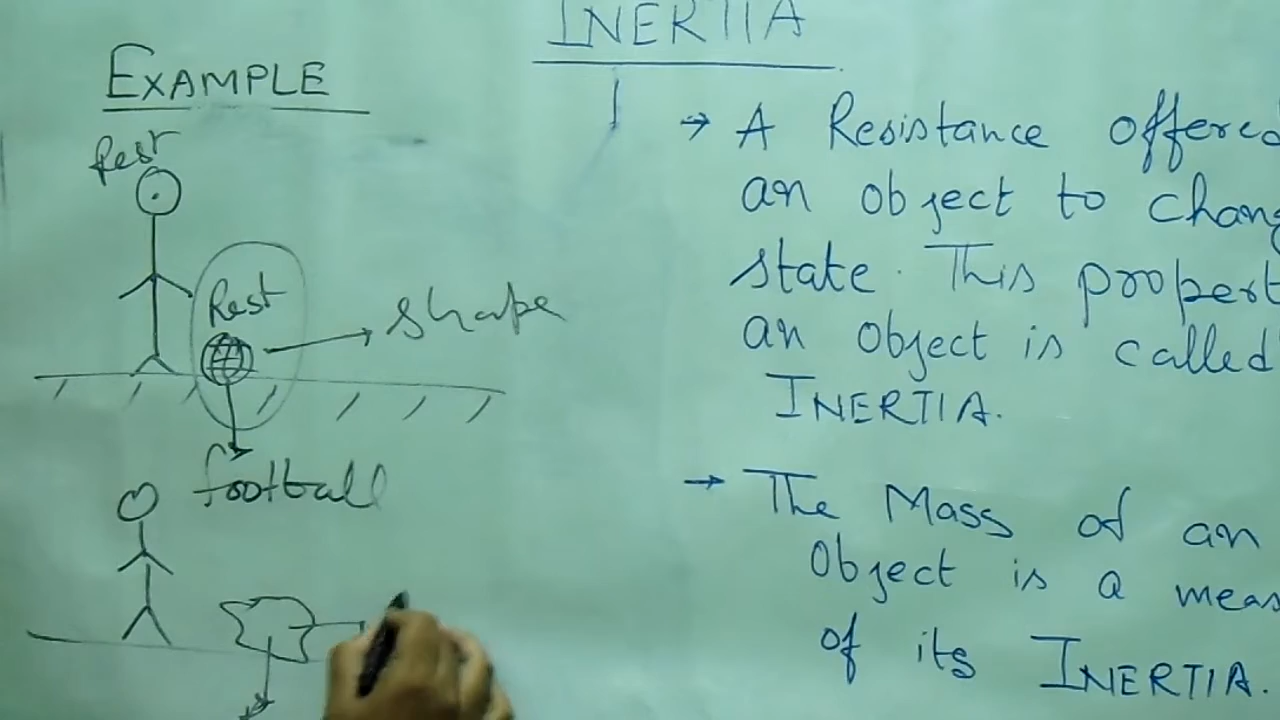 INERTIA
EXAMPLE
Rest
Rest
Shape
football
→ A Resistance offered
an object to chang
state. This propert
an object is called
INERTIA.
→ The Mass of an
object is a meas
of its INERTIA.